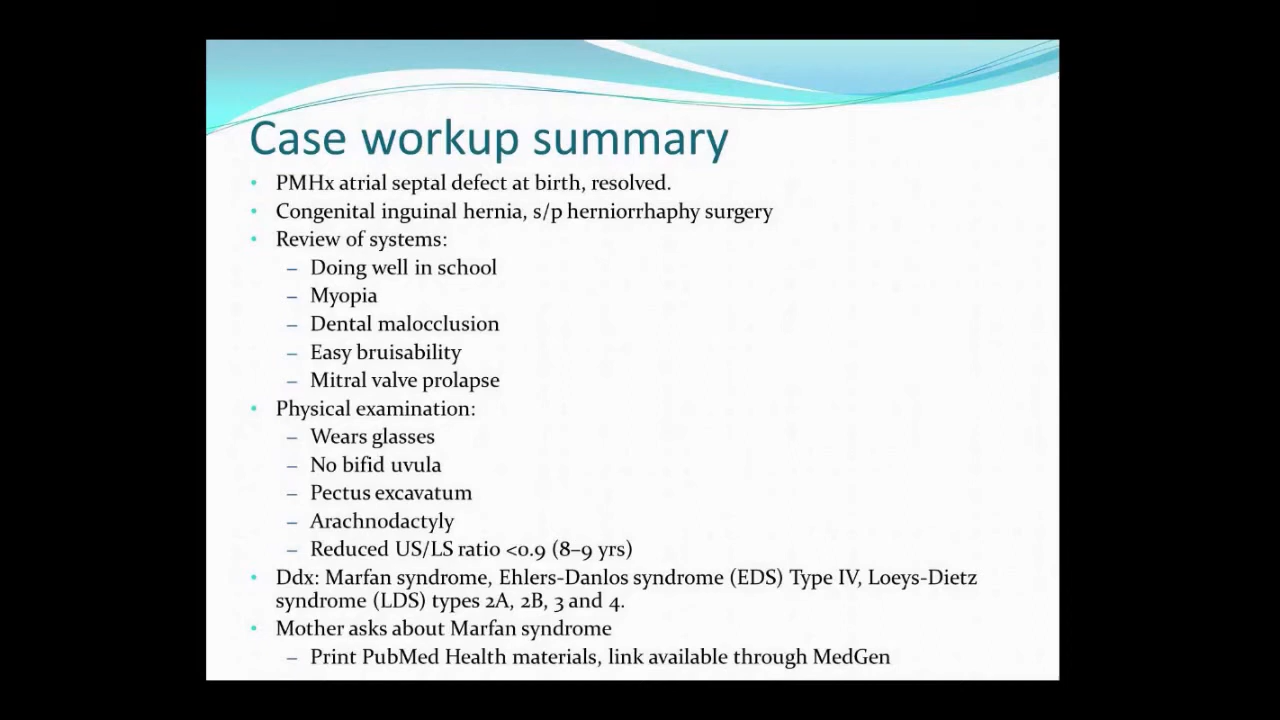 Case workup summary
• PMHx atrial septal defect at birth, resolved.
• Congenital inguinal hernia, s/p herniorrhaphy surgery
• Review of systems:
– Doing well in school
– Myopia
– Dental malocclusion
– Easy bruisability
– Mitral valve prolapse
• Physical examination:
– Wears glasses
– No bifid uvula
– Pectus excavatum
– Arachnodactyly
– Reduced US/LS ratio <0.9 (8–9 yrs)
• Ddx: Marfan syndrome, Ehlers-Danlos syndrome (EDS) Type IV, Loeys-Dietz
syndrome (LDS) types 2A, 2B, 3 and 4.
• Mother asks about Marfan syndrome
– Print PubMed Health materials, link available through MedGen